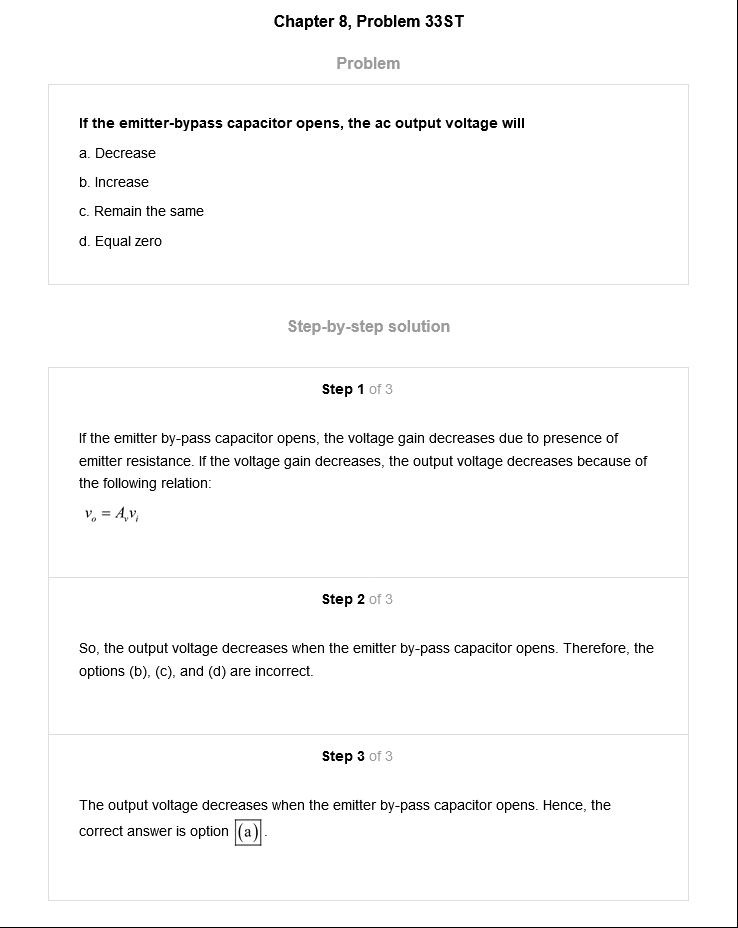 Chapter 8, Problem 33ST
Problem
If the emitter-bypass capacitor opens, the ac output voltage will
a. Decrease
b. Increase
c. Remain the same
d. Equal zero
Step-by-step solution
Step 1 of 3
If the emitter by-pass capacitor opens, the voltage gain decreases due to presence of
emitter resistance. If the voltage gain decreases, the output voltage decreases because of
the following relation:
v_o = A_v v_i
Step 2 of 3
So, the output voltage decreases when the emitter by-pass capacitor opens. Therefore, the
options (b), (c), and (d) are incorrect.
Step 3 of 3
The output voltage decreases when the emitter by-pass capacitor opens. Hence, the
correct answer is option (a).